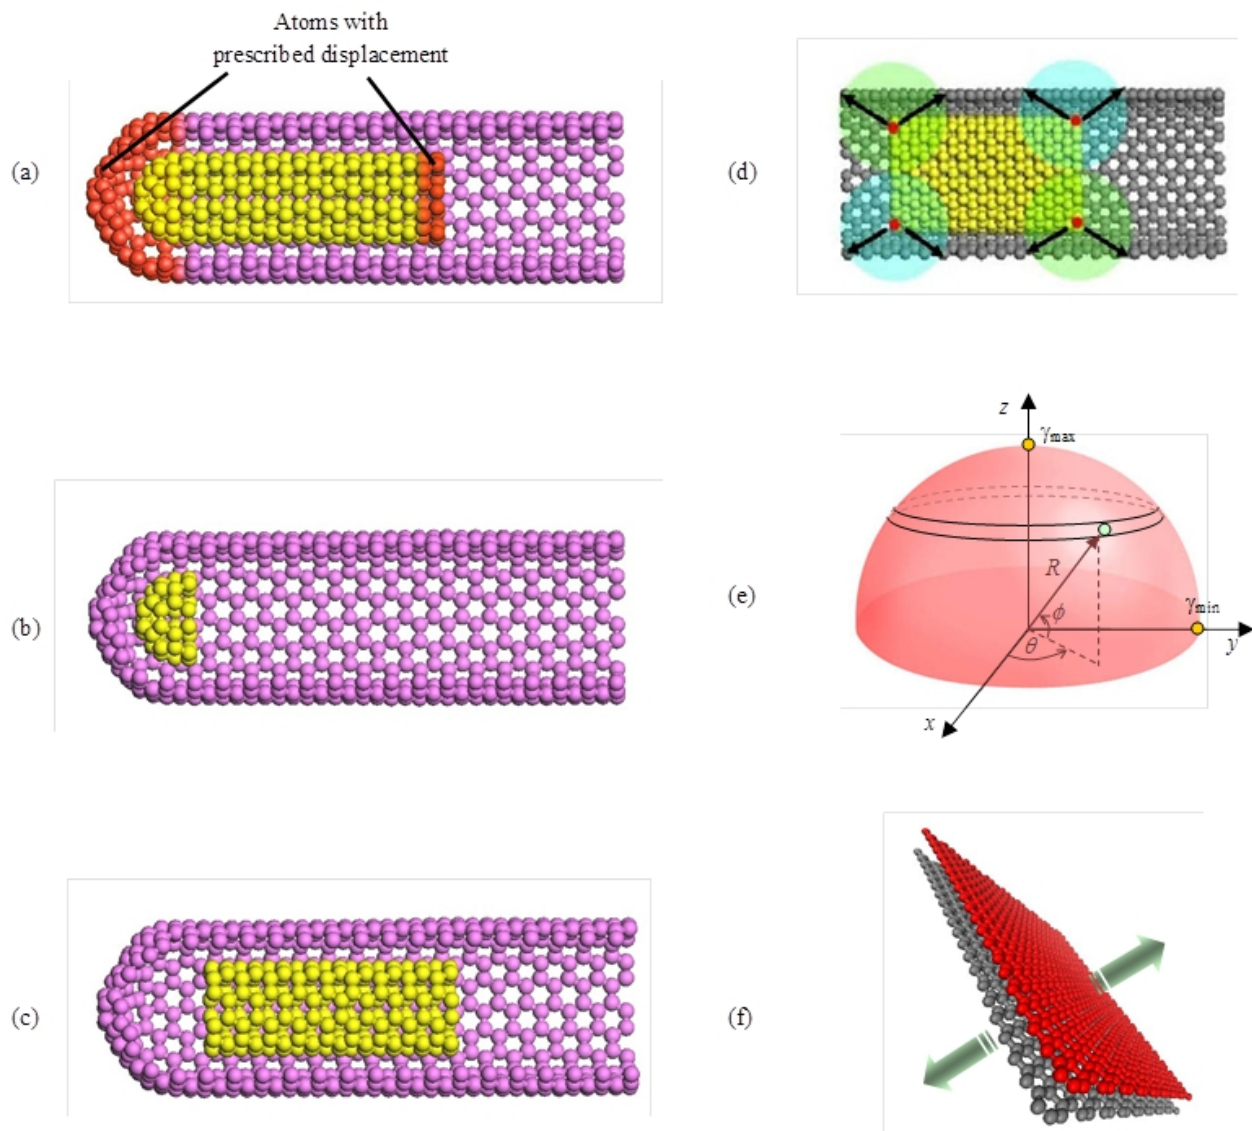 Atoms with
prescribed displacement
(a)
(b)
(c)
(d)
(e)
z
γmax
R
ϕ
θ
γmin
y
x
(f)